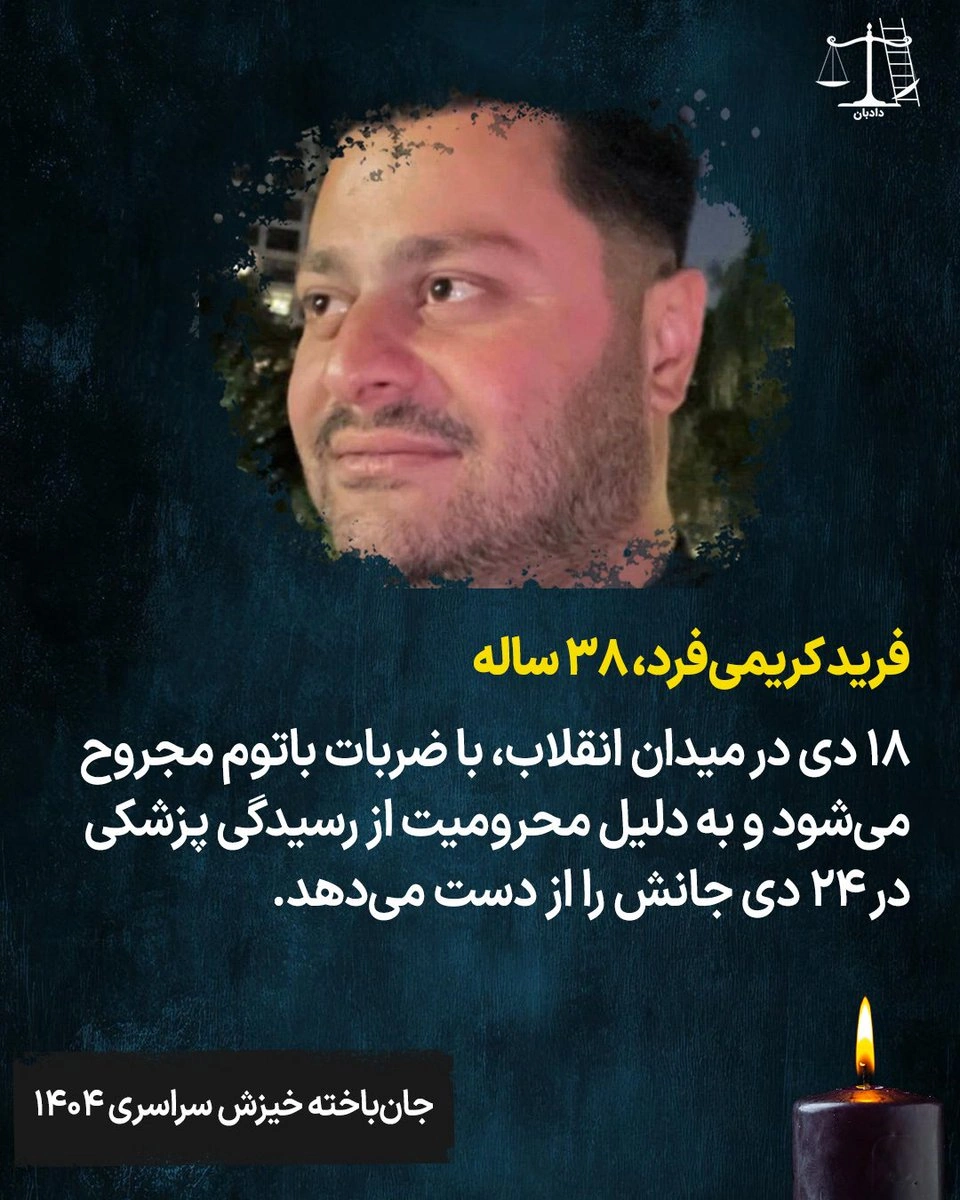 دادبان
فرید کریمی‌فرد، ۳۸ ساله
۱۸ دی در میدان انقلاب، با ضربات باتوم مجروح
می‌شود و به دلیل محرومیت از رسیدگی پزشکی
در ۲۴ دی جانش را از دست می‌دهد.
جان‌باخته خیزش سراسری ۱۴۰۴